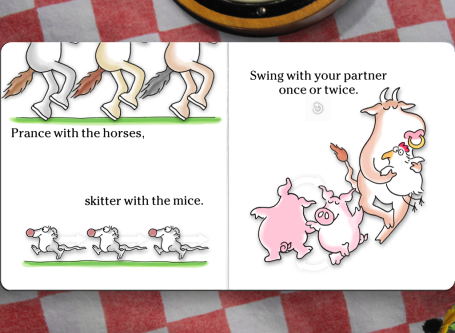 Prance with the horses,
skitter with the mice.
Swing with your partner
once or twice.